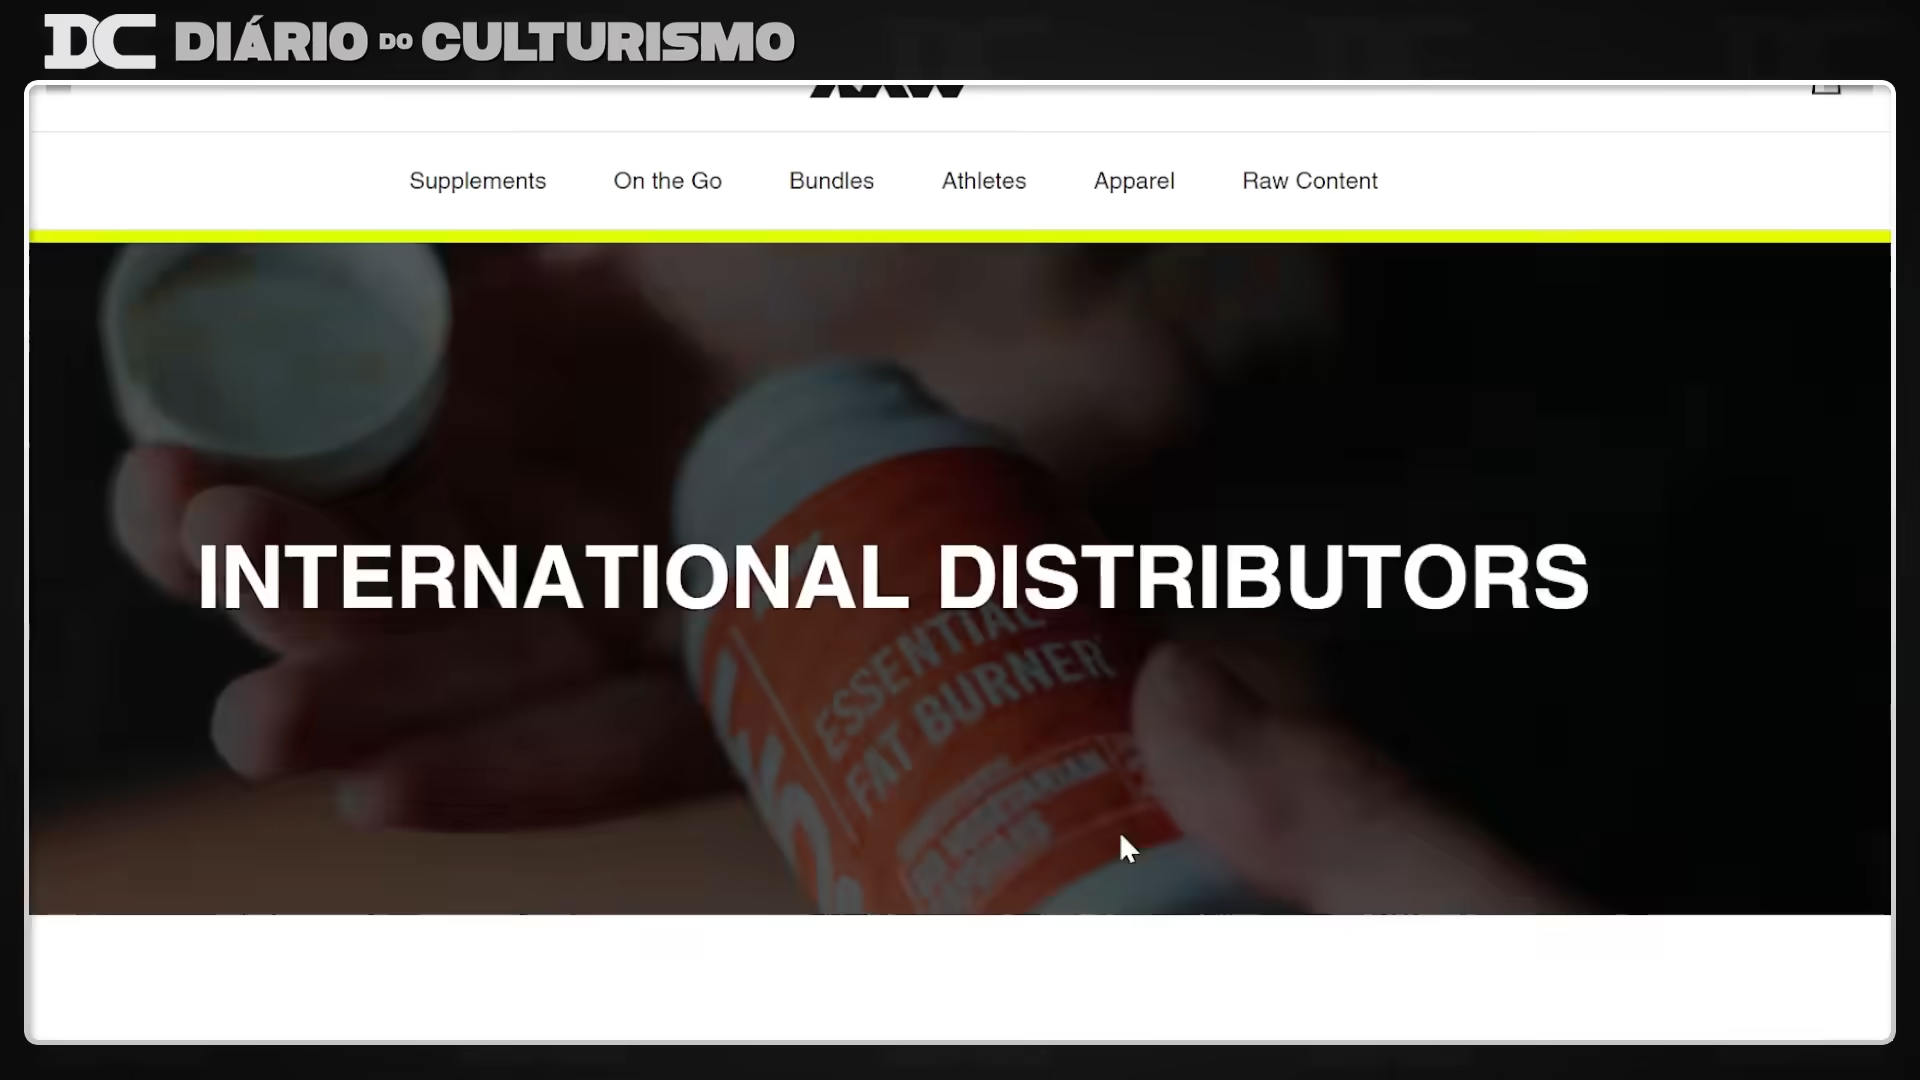 DC DIÁRIO DO CULTURISMO
Supplements On the Go Bundles Athletes Apparel Raw Content
INTERNATIONAL DISTRIBUTORS
ESSENTIAL
FAT BURNER